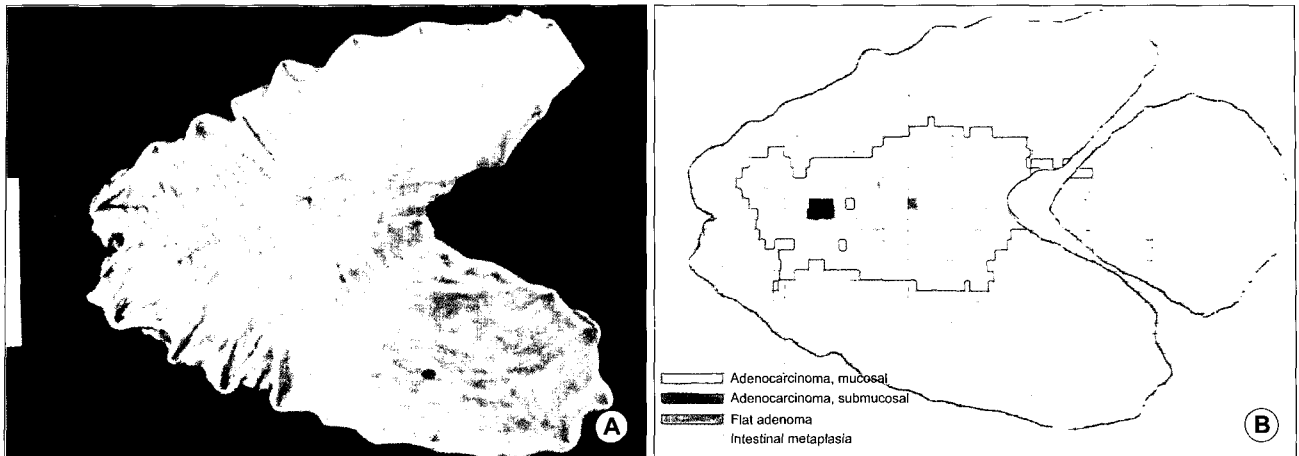 A
Adenocarcinoma, mucosal
Adenocarcinoma, submucosal
Flat adenoma
Intestinal metaplasia
B